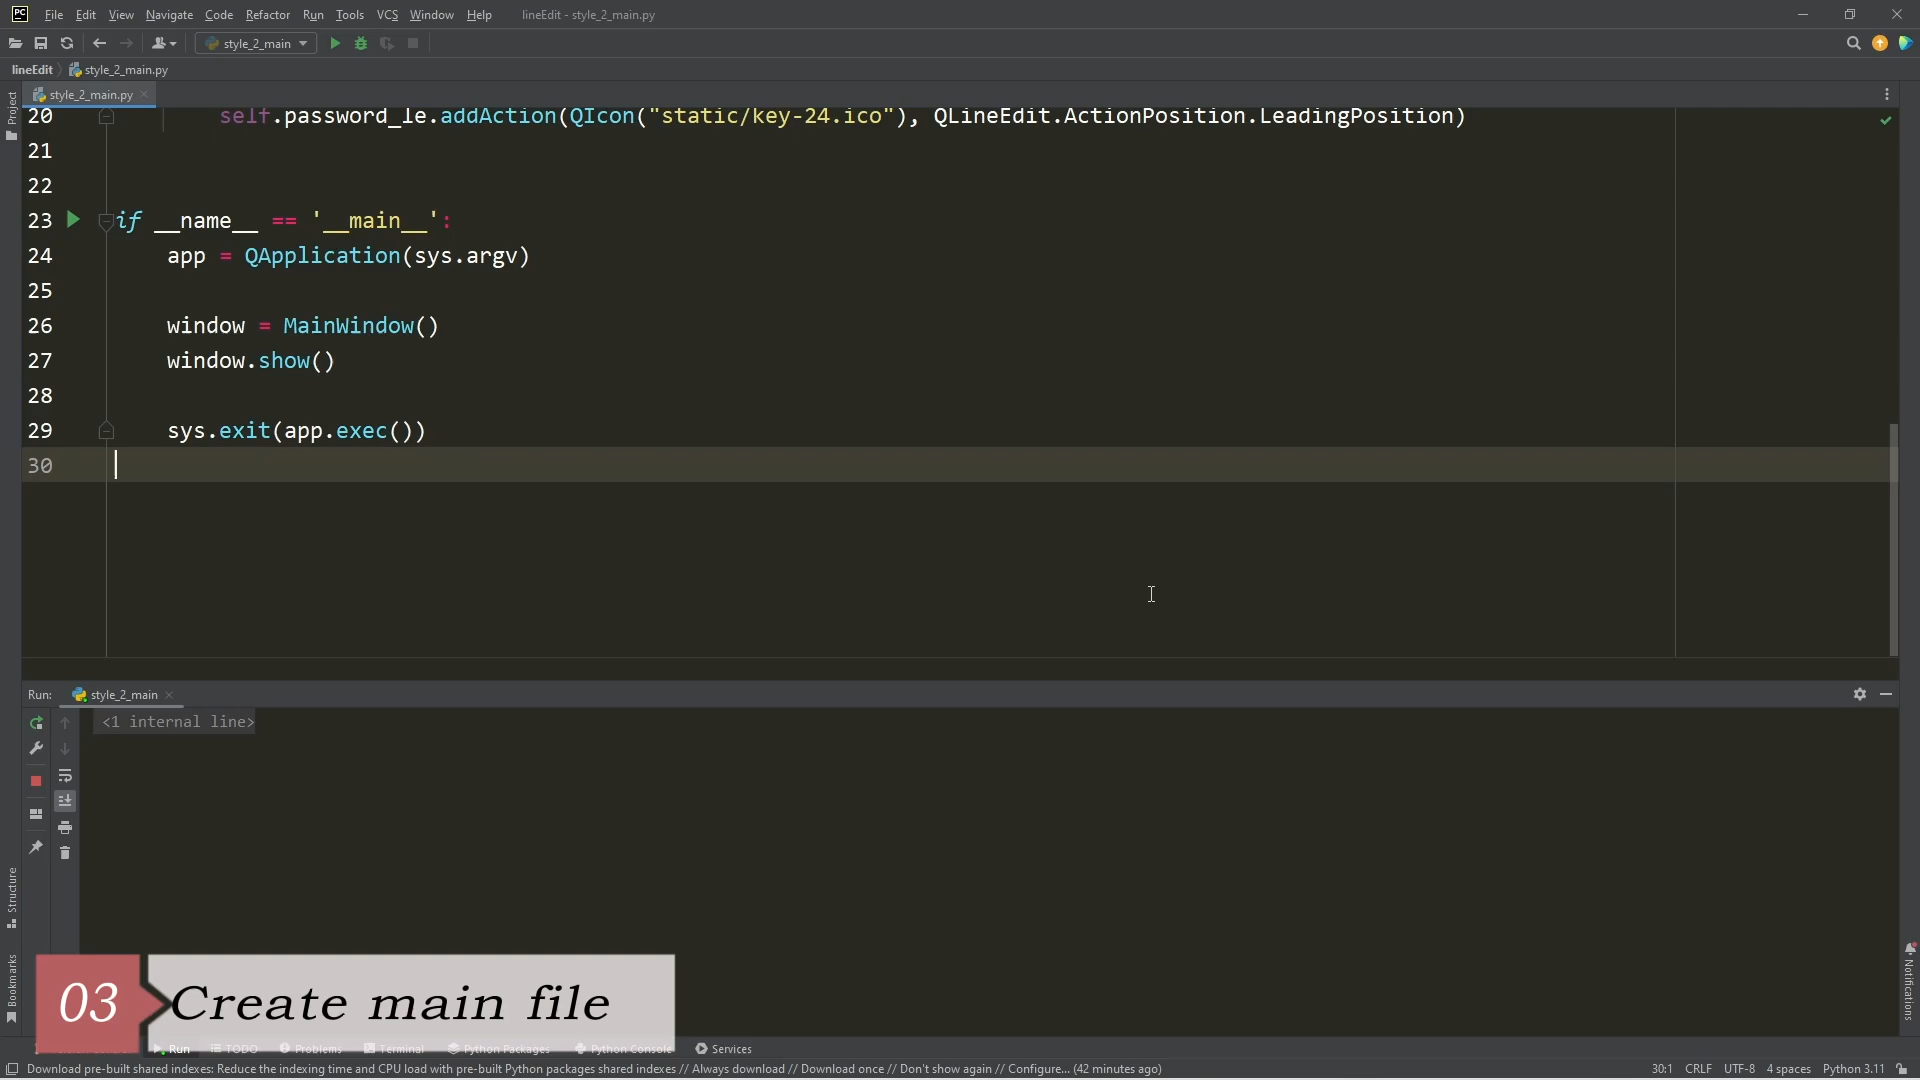 PC File Edit View Navigate Code Refactor Run Tools VCS Window Help lineEdit - style_2_main.py
style_2_main
lineEdit style_2_main.py
Project
style_2_main.py
20 self.password_le.addAction(QIcon("static/key-24.ico"), QLineEdit.ActionPosition.LeadingPosition)
21
22
23 if __name__ == '__main__':
24 app = QApplication(sys.argv)
25
26 window = MainWindow()
27 window.show()
28
29 sys.exit(app.exec())
30
Run: style_2_main
<1 internal line>
Structure
Bookmarks
Notifications
03 Create main file
Run TODO Problems Terminal Python Packages Python Console Services
Download pre-built shared indexes: Reduce the indexing time and CPU load with pre-built Python packages shared indexes // Always download // Download once // Don't show again // Configure... (42 minutes ago) 30:1 CRLF UTF-8 4 spaces Python 3.11